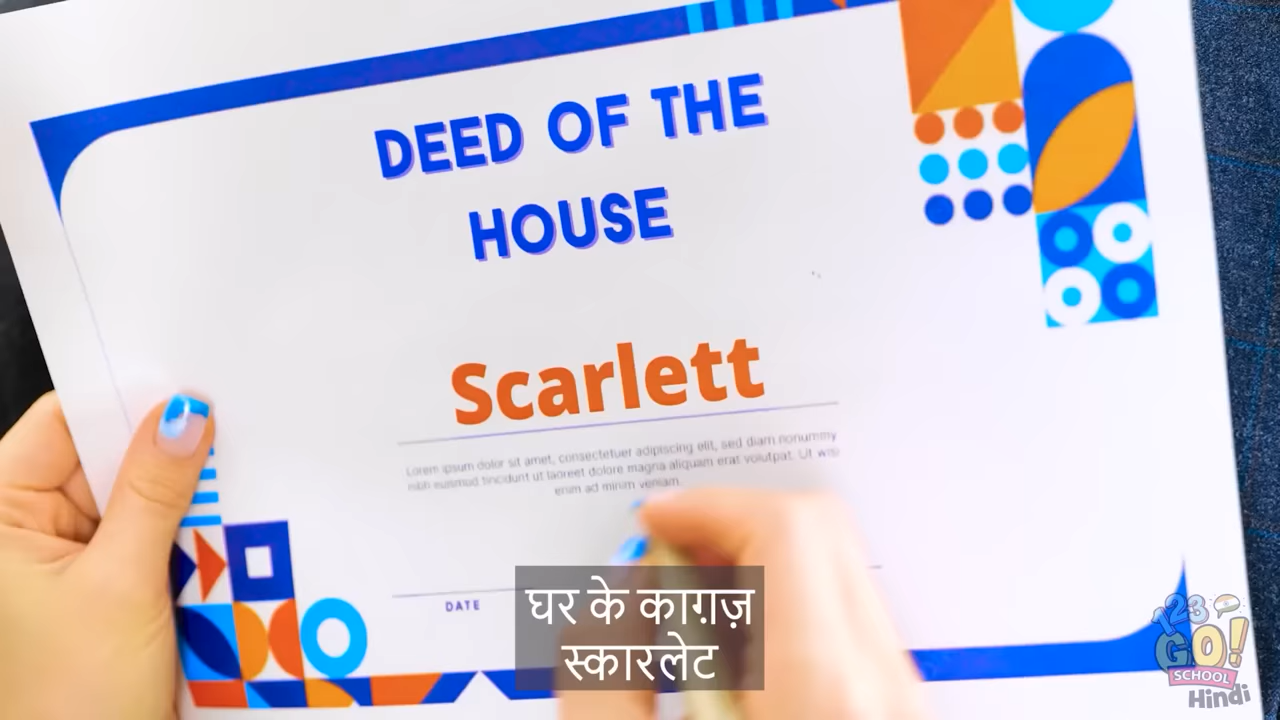 DEED OF THE
HOUSE
Scarlett
Lorem ipsum dolor sit amet, consectetuer adipiscing elit, sed diam nonummy
nibh euismod tincidunt ut laoreet dolore magna aliquam erat volutpat. Ut wisi
enim ad minim veniam.
DATE
घर के काग़ज़
स्कारलेट
123
GO!
SCHOOL
Hindi